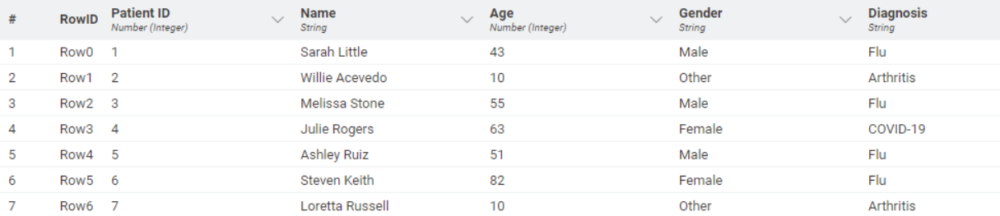 # RowID Patient ID Name Age Gender Diagnosis
Number (Integer) String Number (Integer) String String
1 Row0 1 Sarah Little 43 Male Flu
2 Row1 2 Willie Acevedo 10 Other Arthritis
3 Row2 3 Melissa Stone 55 Male Flu
4 Row3 4 Julie Rogers 63 Female COVID-19
5 Row4 5 Ashley Ruiz 51 Male Flu
6 Row5 6 Steven Keith 82 Female Flu
7 Row6 7 Loretta Russell 10 Other Arthritis